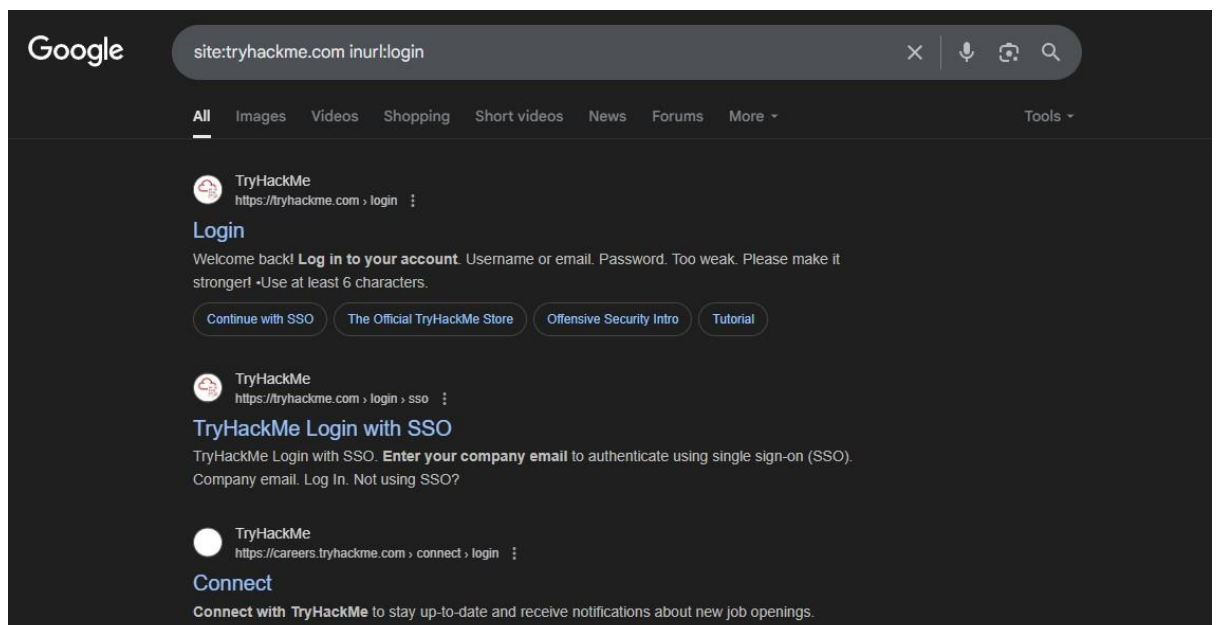 Google
site:tryhackme.com inurl:login
All Images Videos Shopping Short videos News Forums More Tools
TryHackMe
https://tryhackme.com › login
Login
Welcome back! Log in to your account. Username or email. Password. Too weak. Please make it
stronger! •Use at least 6 characters.
Continue with SSO The Official TryHackMe Store Offensive Security Intro Tutorial
TryHackMe
https://tryhackme.com › login › sso
TryHackMe Login with SSO
TryHackMe Login with SSO. Enter your company email to authenticate using single sign-on (SSO).
Company email. Log In. Not using SSO?
TryHackMe
https://careers.tryhackme.com › connect › login
Connect
Connect with TryHackMe to stay up-to-date and receive notifications about new job openings.